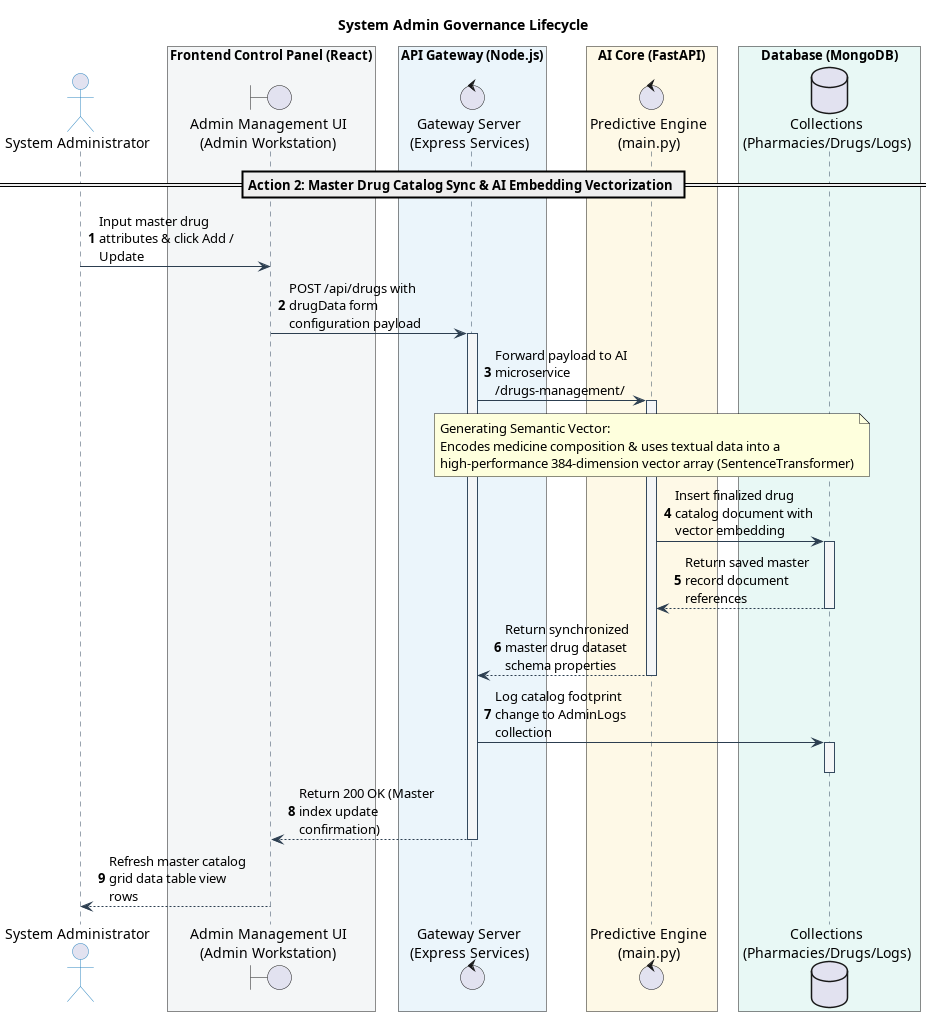 System Admin Governance Lifecycle
Frontend Control Panel (React)
API Gateway (Node.js)
AI Core (FastAPI)
Database (MongoDB)
System Administrator
Admin Management UI
(Admin Workstation)
Gateway Server
(Express Services)
Predictive Engine
(main.py)
Collections
(Pharmacies/Drugs/Logs)
Action 2: Master Drug Catalog Sync & AI Embedding Vectorization
Input master drug
1 attributes & click Add /
Update
POST /api/drugs with
2 drugData form
configuration payload
Forward payload to AI
3 microservice
/drugs-management/
Generating Semantic Vector:
Encodes medicine composition & uses textual data into a
high-performance 384-dimension vector array (SentenceTransformer)
Insert finalized drug
4 catalog document with
vector embedding
Return saved master
5 record document
references
Return synchronized
6 master drug dataset
schema properties
Log catalog footprint
7 change to AdminLogs
collection
Return 200 OK (Master
8 index update
confirmation)
Refresh master catalog
9 grid data table view
rows
System Administrator
Admin Management UI
(Admin Workstation)
Gateway Server
(Express Services)
Predictive Engine
(main.py)
Collections
(Pharmacies/Drugs/Logs)